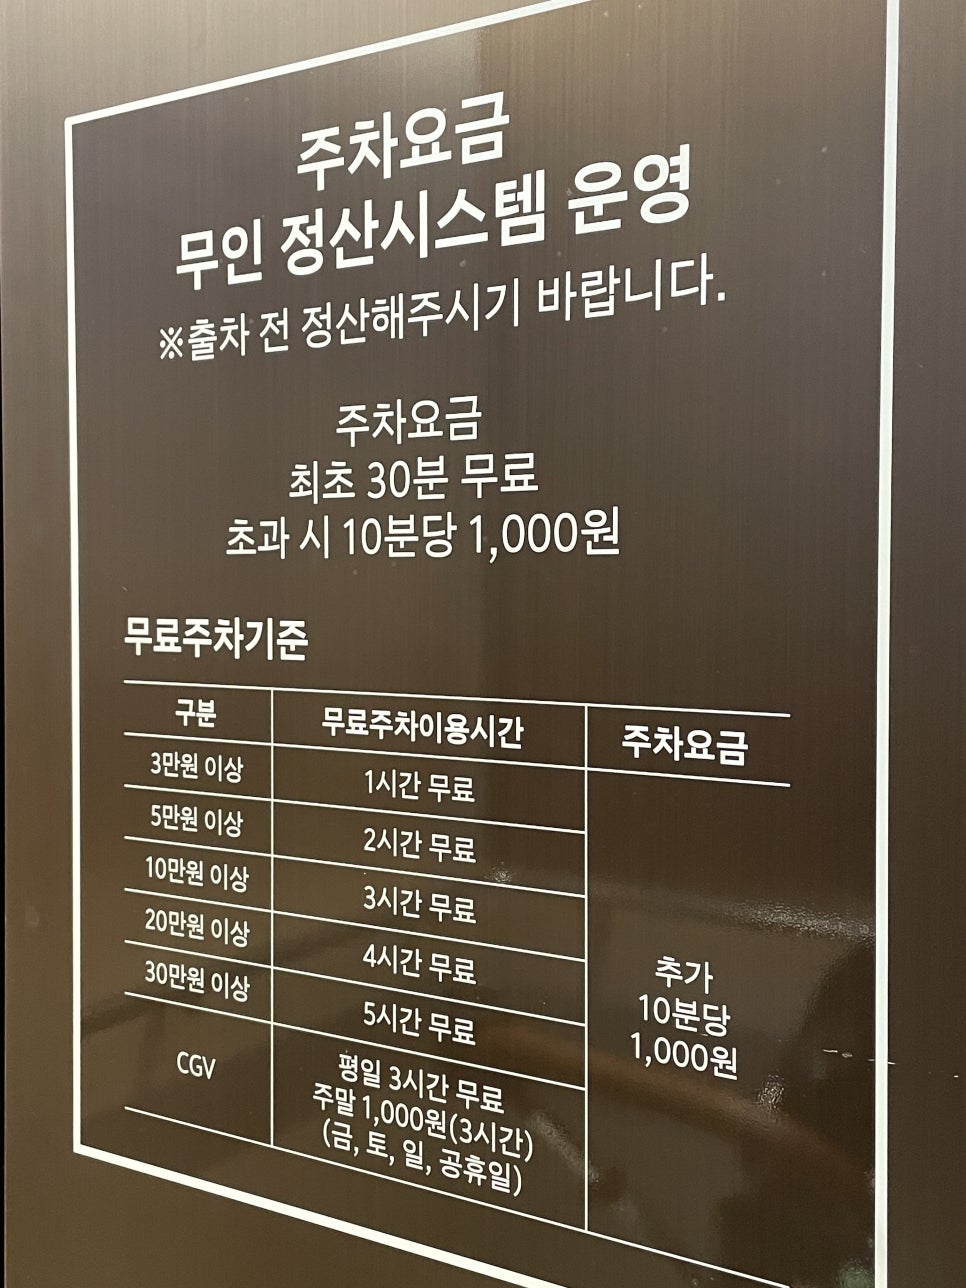 주차요금
무인 정산시스템 운영
※출차 전 정산해주시기 바랍니다.
주차요금
최초 30분 무료
초과 시 10분당 1,000원
무료주차기준
구분 무료주차이용시간 주차요금
3만원 이상 1시간 무료
5만원 이상 2시간 무료
10만원 이상 3시간 무료
20만원 이상 4시간 무료
30만원 이상 5시간 무료
CGV
평일 3시간 무료
주말 1,000원(3시간)
(금, 토, 일, 공휴일)
추가
10분당
1,000원